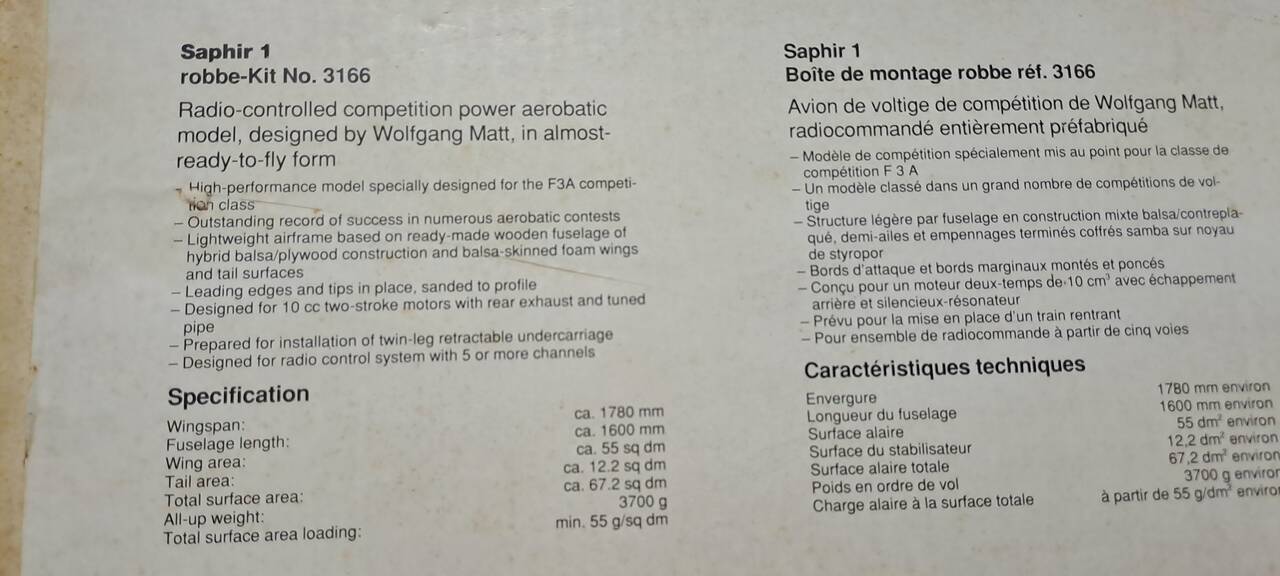 Saphir 1
robbe-Kit No. 3166
Radio-controlled competition power aerobatic
model, designed by Wolfgang Matt, in almost-
ready-to-fly form
– High-performance model specially designed for the F3A competi-
tion class
– Outstanding record of success in numerous aerobatic contests
– Lightweight airframe based on ready-made wooden fuselage of
hybrid balsa/plywood construction and balsa-skinned foam wings
and tail surfaces
– Leading edges and tips in place, sanded to profile
– Designed for 10 cc two-stroke motors with rear exhaust and tuned
pipe
– Prepared for installation of twin-leg retractable undercarriage
– Designed for radio control system with 5 or more channels
Specification
Wingspan: ca. 1780 mm
Fuselage length: ca. 1600 mm
Wing area: ca. 55 sq dm
Tail area: ca. 12.2 sq dm
Total surface area: ca. 67.2 sq dm
All-up weight: 3700 g
Total surface area loading: min. 55 g/sq dm
Saphir 1
Boîte de montage robbe réf. 3166
Avion de voltige de compétition de Wolfgang Matt,
radiocommandé entièrement préfabriqué
– Modèle de compétition spécialement mis au point pour la classe de
compétition F 3 A
– Un modèle classé dans un grand nombre de compétitions de vol-
tige
– Structure légère par fuselage en construction mixte balsa/contrepla-
qué, demi-ailes et empennages terminés coffrés samba sur noyau
de styropor
– Bords d'attaque et bords marginaux montés et poncés
– Conçu pour un moteur deux-temps de 10 cm³ avec échappement
arrière et silencieux-résonateur
– Prévu pour la mise en place d'un train rentrant
– Pour ensemble de radiocommande à partir de cinq voies
Caractéristiques techniques
Envergure 1780 mm environ
Longueur du fuselage 1600 mm environ
Surface alaire 55 dm² environ
Surface du stabilisateur 12,2 dm² environ
Surface alaire totale 67,2 dm² environ
Poids en ordre de vol 3700 g environ
Charge alaire à la surface totale à partir de 55 g/dm² environ